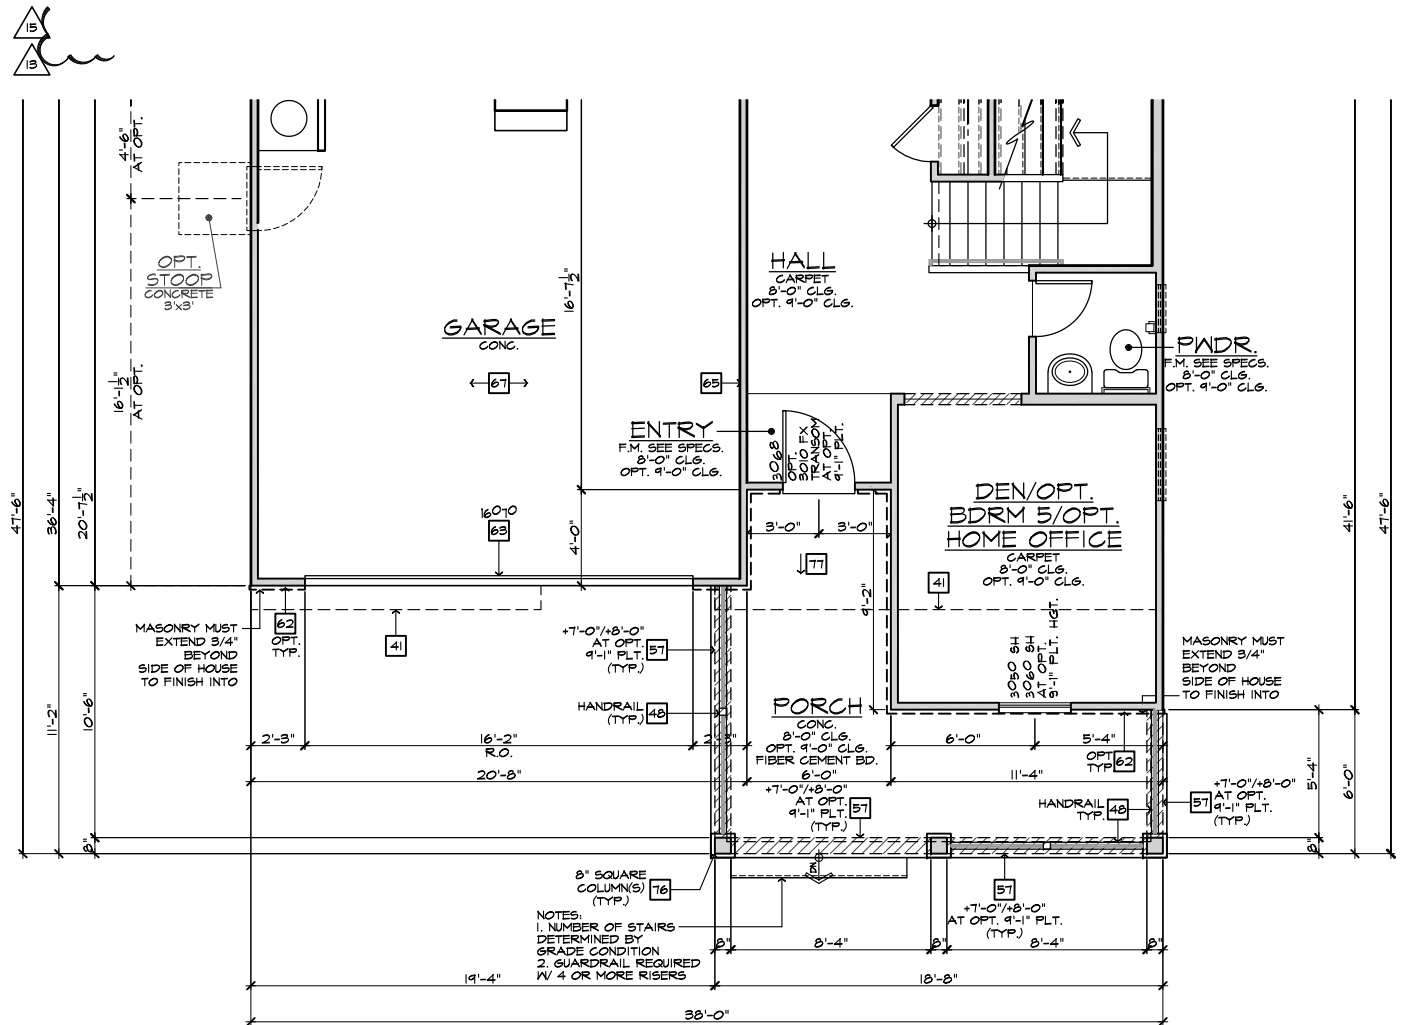 15
13
4'-6"
AT OPT.
OPT.
STOOP
CONCRETE
3'x3'
16'-1½"
AT OPT.
47'-6"
36'-4"
20'-7½"
11'-2"
10'-6"
8"
GARAGE
CONC.
67
65
16'-7½"
4'-0"
16070
63
HALL
CARPET
8'-0" CLG.
OPT. 9'-0" CLG.
ENTRY
F.M. SEE SPECS.
8'-0" CLG.
OPT. 9'-0" CLG.
3068
OPT.
3010 FX
TRANSOM
AT OPT.
9'-1" PLT.
PWDR.
F.M. SEE SPECS.
8'-0" CLG.
OPT. 9'-0" CLG.
DEN/OPT.
BDRM 5/OPT.
HOME OFFICE
CARPET
8'-0" CLG.
OPT. 9'-0" CLG.
41
3050 SH
3060 SH
AT OPT.
9'-1" PLT. HGT.
41'-6"
47'-6"
3'-0"
3'-0"
77
9'-2"
MASONRY MUST
EXTEND 3/4"
BEYOND
SIDE OF HOUSE
TO FINISH INTO
62
OPT.
TYP.
41
+7'-0"/+8'-0"
AT OPT.
9'-1" PLT.
(TYP.)
57
HANDRAIL
(TYP.)
48
PORCH
CONC.
8'-0" CLG.
OPT. 9'-0" CLG.
FIBER CEMENT BD.
MASONRY MUST
EXTEND 3/4"
BEYOND
SIDE OF HOUSE
TO FINISH INTO
2'-3"
16'-2"
R.O.
2'-3"
6'-0"
5'-4"
OPT
TYP
62
20'-8"
6'-0"
11'-4"
+7'-0"/+8'-0"
AT OPT.
9'-1" PLT.
(TYP.)
57
HANDRAIL
TYP.
48
57
+7'-0"/+8'-0"
AT OPT.
9'-1" PLT.
(TYP.)
5'-4"
6'-0"
8"
DN
8" SQUARE
COLUMN(S)
(TYP.)
76
57
+7'-0"/+8'-0"
AT OPT. 9'-1" PLT.
(TYP.)
NOTES:
1. NUMBER OF STAIRS
DETERMINED BY
GRADE CONDITION
2. GUARDRAIL REQUIRED
W/ 4 OR MORE RISERS
8"
8'-4"
8"
8'-4"
8"
19'-4"
18'-8"
38'-0"